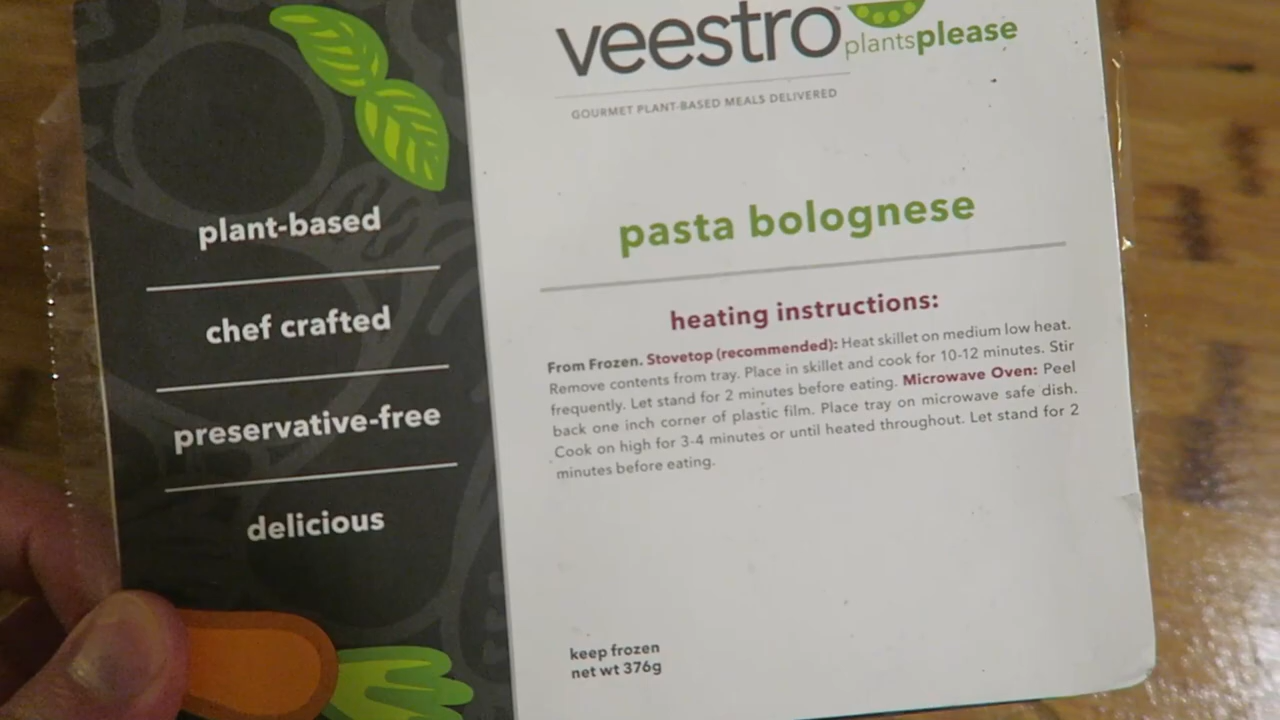 veestro™
plantsplease
GOURMET PLANT-BASED MEALS DELIVERED
plant-based
chef crafted
preservative-free
delicious
pasta bolognese
heating instructions:
From Frozen. Stovetop (recommended): Heat skillet on medium low heat.
Remove contents from tray. Place in skillet and cook for 10-12 minutes. Stir
frequently. Let stand for 2 minutes before eating. Microwave Oven: Peel
back one inch corner of plastic film. Place tray on microwave safe dish.
Cook on high for 3-4 minutes or until heated throughout. Let stand for 2
minutes before eating.
keep frozen
net wt 376g